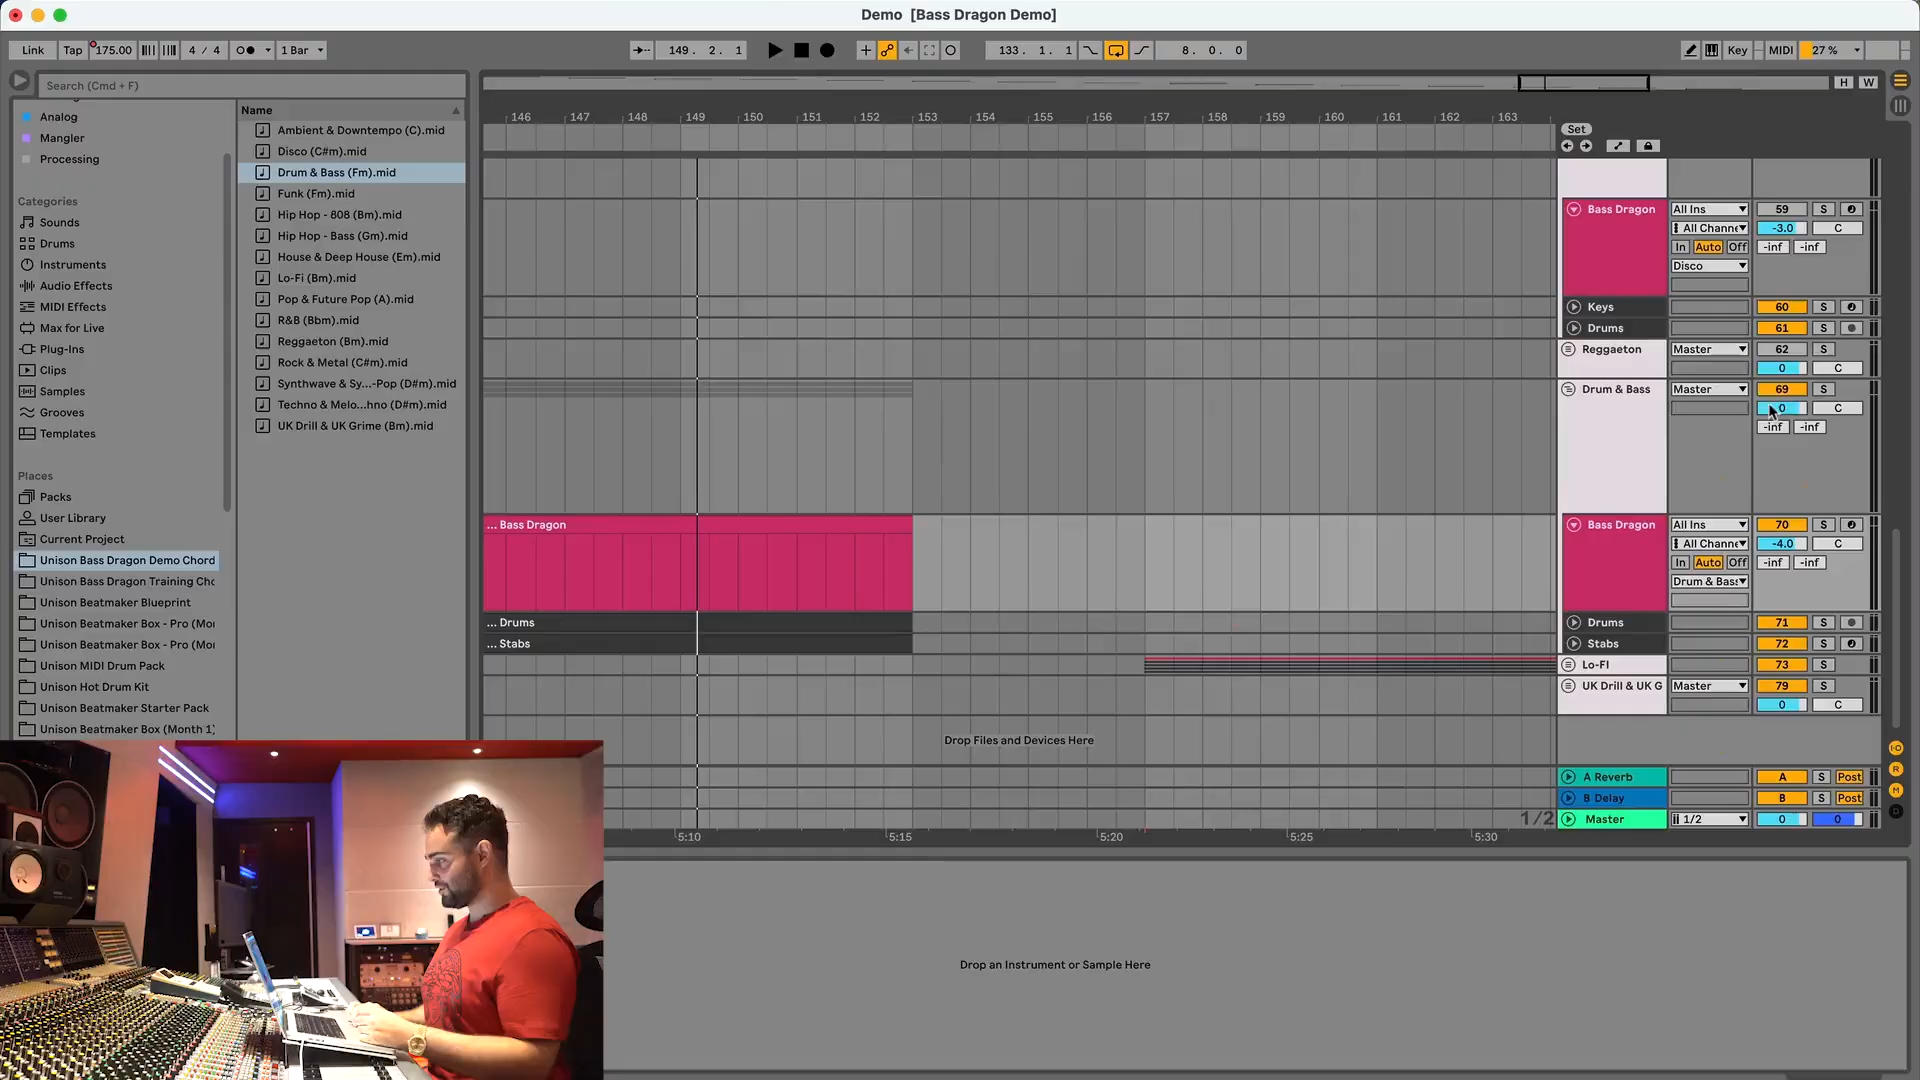 Demo [Bass Dragon Demo]
Link Tap 175.00 4 / 4 1 Bar 149. 2. 1 133. 1. 1 8. 0. 0 Key MIDI 27 %
Search (Cmd + F)
H W
Analog
Mangler
Processing
Categories
Sounds
Drums
Instruments
Audio Effects
MIDI Effects
Max for Live
Plug-Ins
Clips
Samples
Grooves
Templates
Places
Packs
User Library
Current Project
Unison Bass Dragon Demo Chord
Unison Bass Dragon Training Cho
Unison Beatmaker Blueprint
Unison Beatmaker Box - Pro (Mor
Unison Beatmaker Box - Pro (Mor
Unison MIDI Drum Pack
Unison Hot Drum Kit
Unison Beatmaker Starter Pack
Unison Beatmaker Box (Month 1)
Name
Ambient & Downtempo (C).mid
Disco (C#m).mid
Drum & Bass (Fm).mid
Funk (Fm).mid
Hip Hop - 808 (Bm).mid
Hip Hop - Bass (Gm).mid
House & Deep House (Em).mid
Lo-Fi (Bm).mid
Pop & Future Pop (A).mid
R&B (Bbm).mid
Reggaeton (Bm).mid
Rock & Metal (C#m).mid
Synthwave & Sy...-Pop (D#m).mid
Techno & Melo...hno (D#m).mid
UK Drill & UK Grime (Bm).mid
146 147 148 149 150 151 152 153 154 155 156 157 158 159 160 161 162 163
Set
Bass Dragon All Ins 59 S
All Channe -3.0 C
In Auto Off -inf -inf
Disco
Keys 60 S
Drums 61 S
Reggaeton Master 62 S
0 C
Drum & Bass Master 69 S
0 C
-inf -inf
... Bass Dragon
Bass Dragon All Ins 70 S
All Channe -4.0 C
In Auto Off -inf -inf
Drum & Bass
... Drums
Drums 71 S
... Stabs
Stabs 72 S
Lo-FI 73 S
UK Drill & UK G Master 79 S
0 C
Drop Files and Devices Here
A Reverb A S Post
B Delay B S Post
1/2 Master 1/2 0 0
5:10 5:15 5:20 5:25 5:30
Drop an Instrument or Sample Here